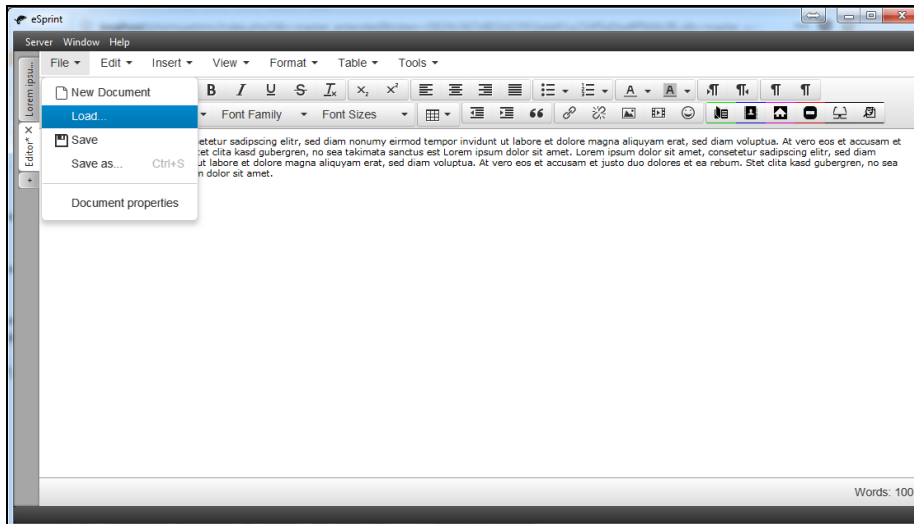 eSprint
Server Window Help
Lorem ipsu...
Editor* ×
+
File Edit Insert View Format Table Tools
New Document
Load...
Save
Save as... Ctrl+S
Document properties
B I U S Ix x₂ x² A A ¶ ¶ ¶ ¶
Font Family Font Sizes
etetur sadipscing elitr, sed diam nonumy eirmod tempor invidunt ut labore et dolore magna aliquyam erat, sed diam voluptua. At vero eos et accusam et
tet clita kasd gubergren, no sea takimata sanctus est Lorem ipsum dolor sit amet. Lorem ipsum dolor sit amet, consetetur sadipscing elitr, sed diam
ut labore et dolore magna aliquyam erat, sed diam voluptua. At vero eos et accusam et justo duo dolores et ea rebum. Stet clita kasd gubergren, no sea
m dolor sit amet.
Words: 100